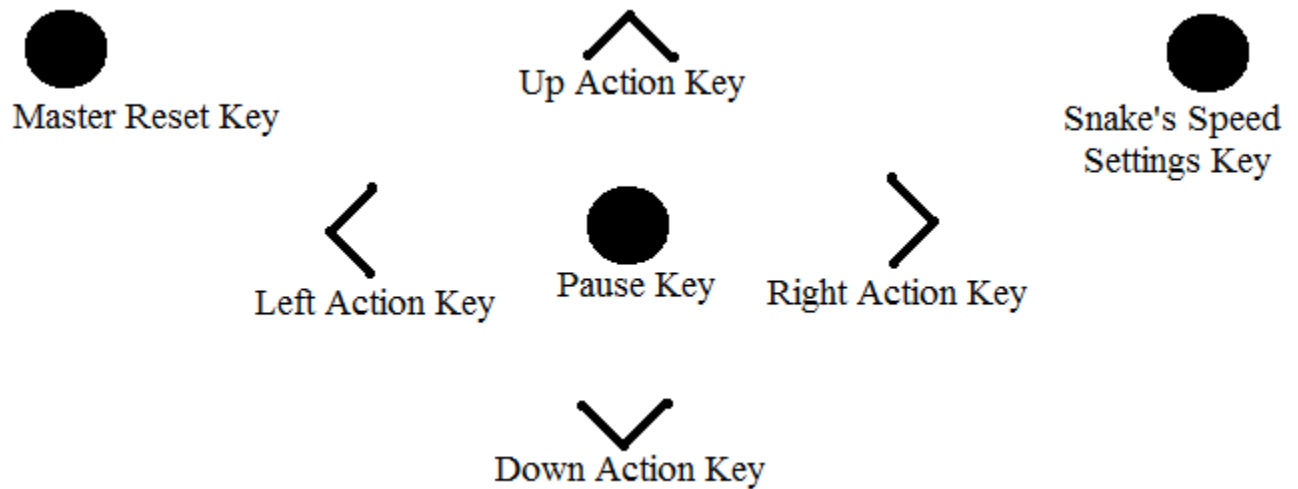 Master Reset Key
Up Action Key
Snake's Speed
Settings Key
Left Action Key
Pause Key
Right Action Key
Down Action Key